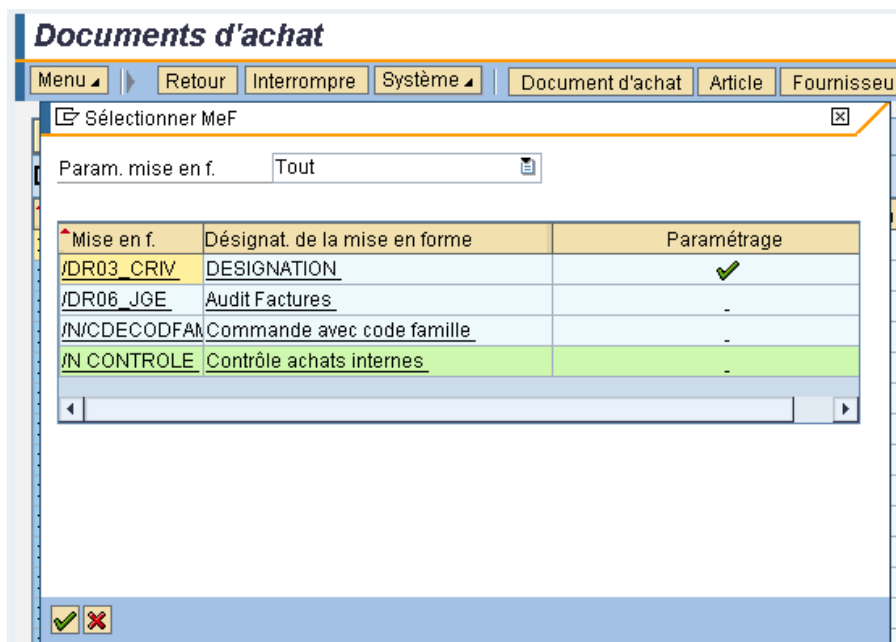 Documents d'achat
Menu Retour Interrompre Système Document d'achat Article Fournisseu
Sélectionner MeF
Param. mise en f. Tout
Mise en f. Désignat. de la mise en forme Paramétrage
/DR03_CRIV DESIGNATION
/DR06_JGE Audit Factures
/N/CDECODFAM Commande avec code famille
/N CONTROLE Contrôle achats internes